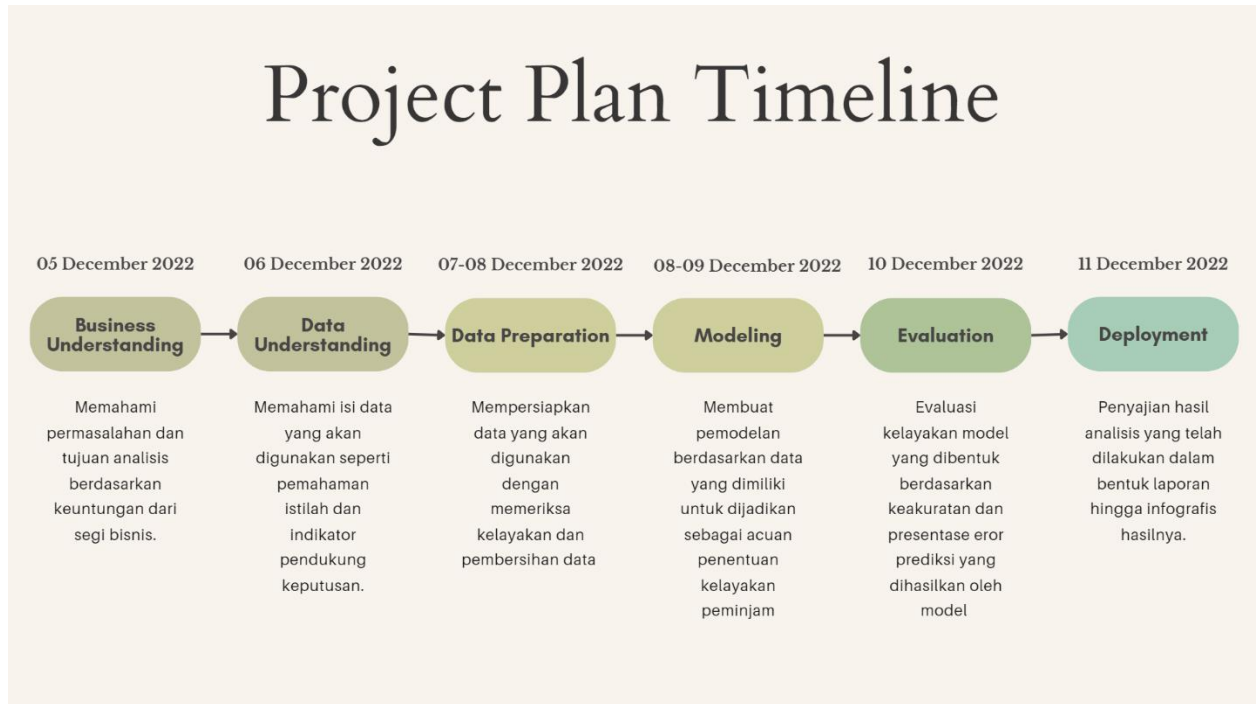 Project Plan Timeline
05 December 2022
06 December 2022
07-08 December 2022
08-09 December 2022
10 December 2022
11 December 2022
Business
Understanding
Data
Understanding
Data Preparation
Modeling
Evaluation
Deployment
Memahami
permasalahan dan
tujuan analisis
berdasarkan
keuntungan dari
segi bisnis.
Memahami isi data
yang akan
digunakan seperti
pemahaman
istilah dan
indikator
pendukung
keputusan.
Mempersiapkan
data yang akan
digunakan
dengan
memeriksa
kelayakan dan
pembersihan data
Membuat
pemodelan
berdasarkan data
yang dimiliki
untuk dijadikan
sebagai acuan
penentuan
kelayakan
peminjam
Evaluasi
kelayakan model
yang dibentuk
berdasarkan
keakuratan dan
presentase eror
prediksi yang
dihasilkan oleh
model
Penyajian hasil
analisis yang telah
dilakukan dalam
bentuk laporan
hingga infografis
hasilnya.